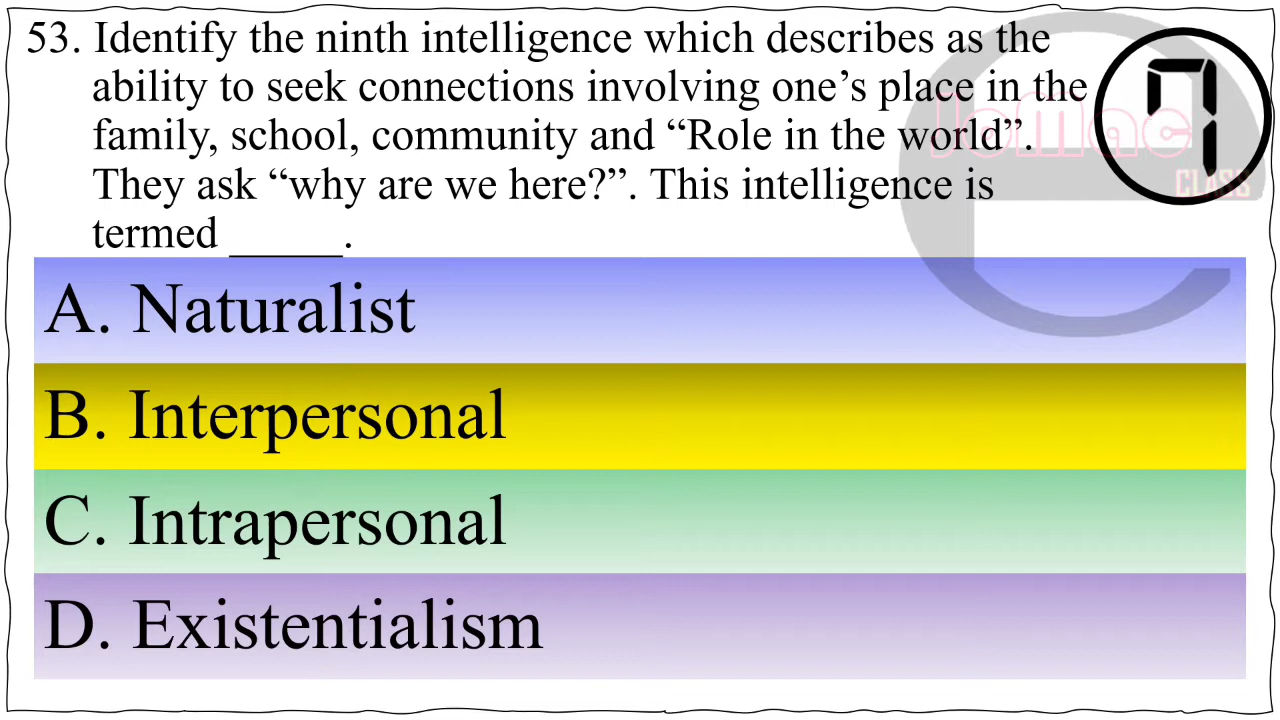 53. Identify the ninth intelligence which describes as the
ability to seek connections involving one’s place in the
family, school, community and “Role in the world”.
They ask “why are we here?”. This intelligence is
termed _____.
7
JoMac
CLASS
A. Naturalist
B. Interpersonal
C. Intrapersonal
D. Existentialism